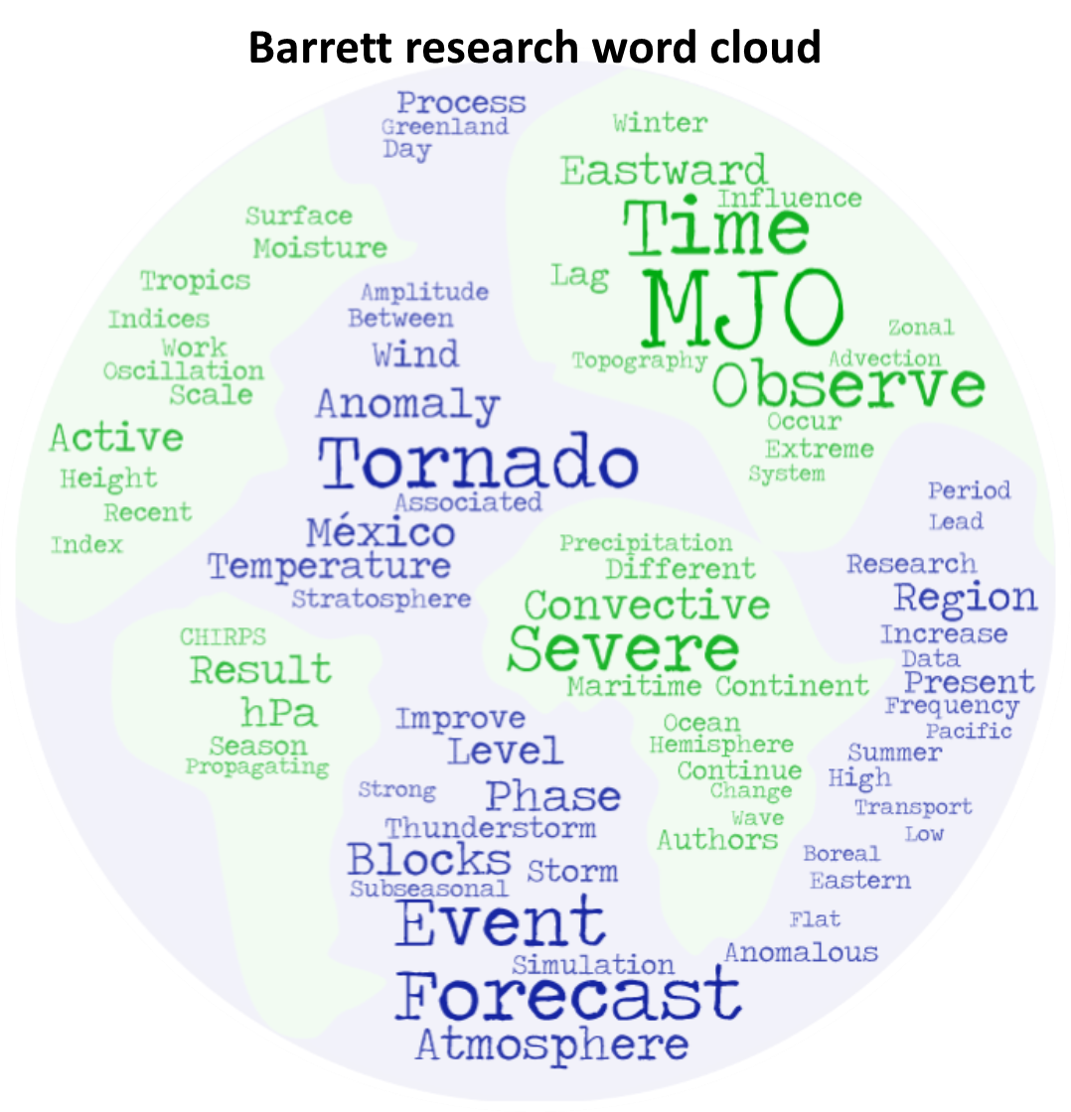 Barrett research word cloud
Process
Greenland
Day
Winter
Eastward
Influence
Time
Surface
Moisture
Tropics
Lag
MJO
Amplitude
Indices
Between
Zonal
Work
Wind
Topography
Advection
Oscillation
Observe
Scale
Anomaly
Occur
Active
Extreme
Tornado
System
Height
Period
Associated
Recent
Lead
México
Index
Precipitation
Temperature
Different
Research
Stratosphere
Convective
Region
CHIRPS
Increase
Severe
Data
Result
Maritime Continent
Present
hPa
Frequency
Improve
Ocean
Pacific
Season
Hemisphere
Level
Summer
Propagating
Continue
High
Strong
Change
Phase
Transport
Wave
Thunderstorm
Low
Authors
Boreal
Blocks
Storm
Eastern
Subseasonal
Flat
Event
Anomalous
Simulation
Forecast
Atmosphere